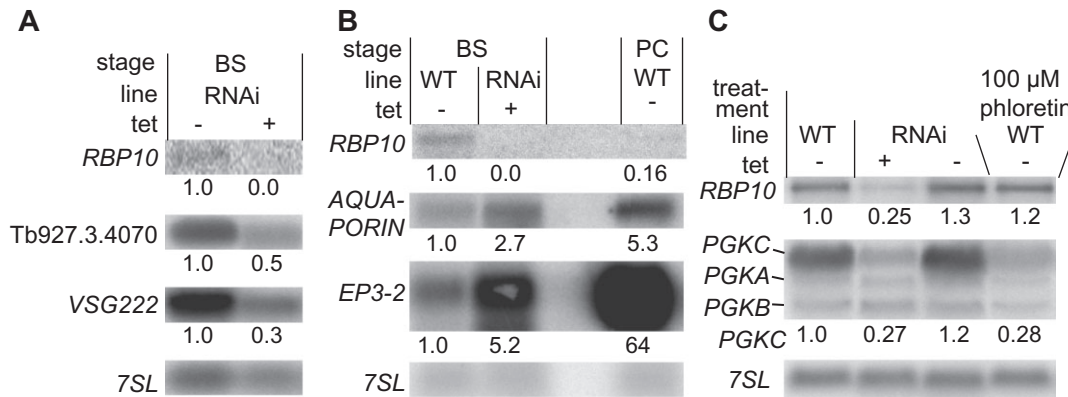 A
stage BS
line RNAi
tet - +
RBP10
1.0 0.0
Tb927.3.4070
1.0 0.5
VSG222
1.0 0.3
7SL
B
stage BS PC
line WT RNAi WT
tet - + -
RBP10
1.0 0.0 0.16
AQUA-
PORIN
1.0 2.7 5.3
EP3-2
1.0 5.2 64
7SL
C
treat-
ment
100 µM
phloretin
line WT RNAi WT
tet - + - -
RBP10
1.0 0.25 1.3 1.2
PGKC
PGKA
PGKB
PGKC 1.0 0.27 1.2 0.28
7SL